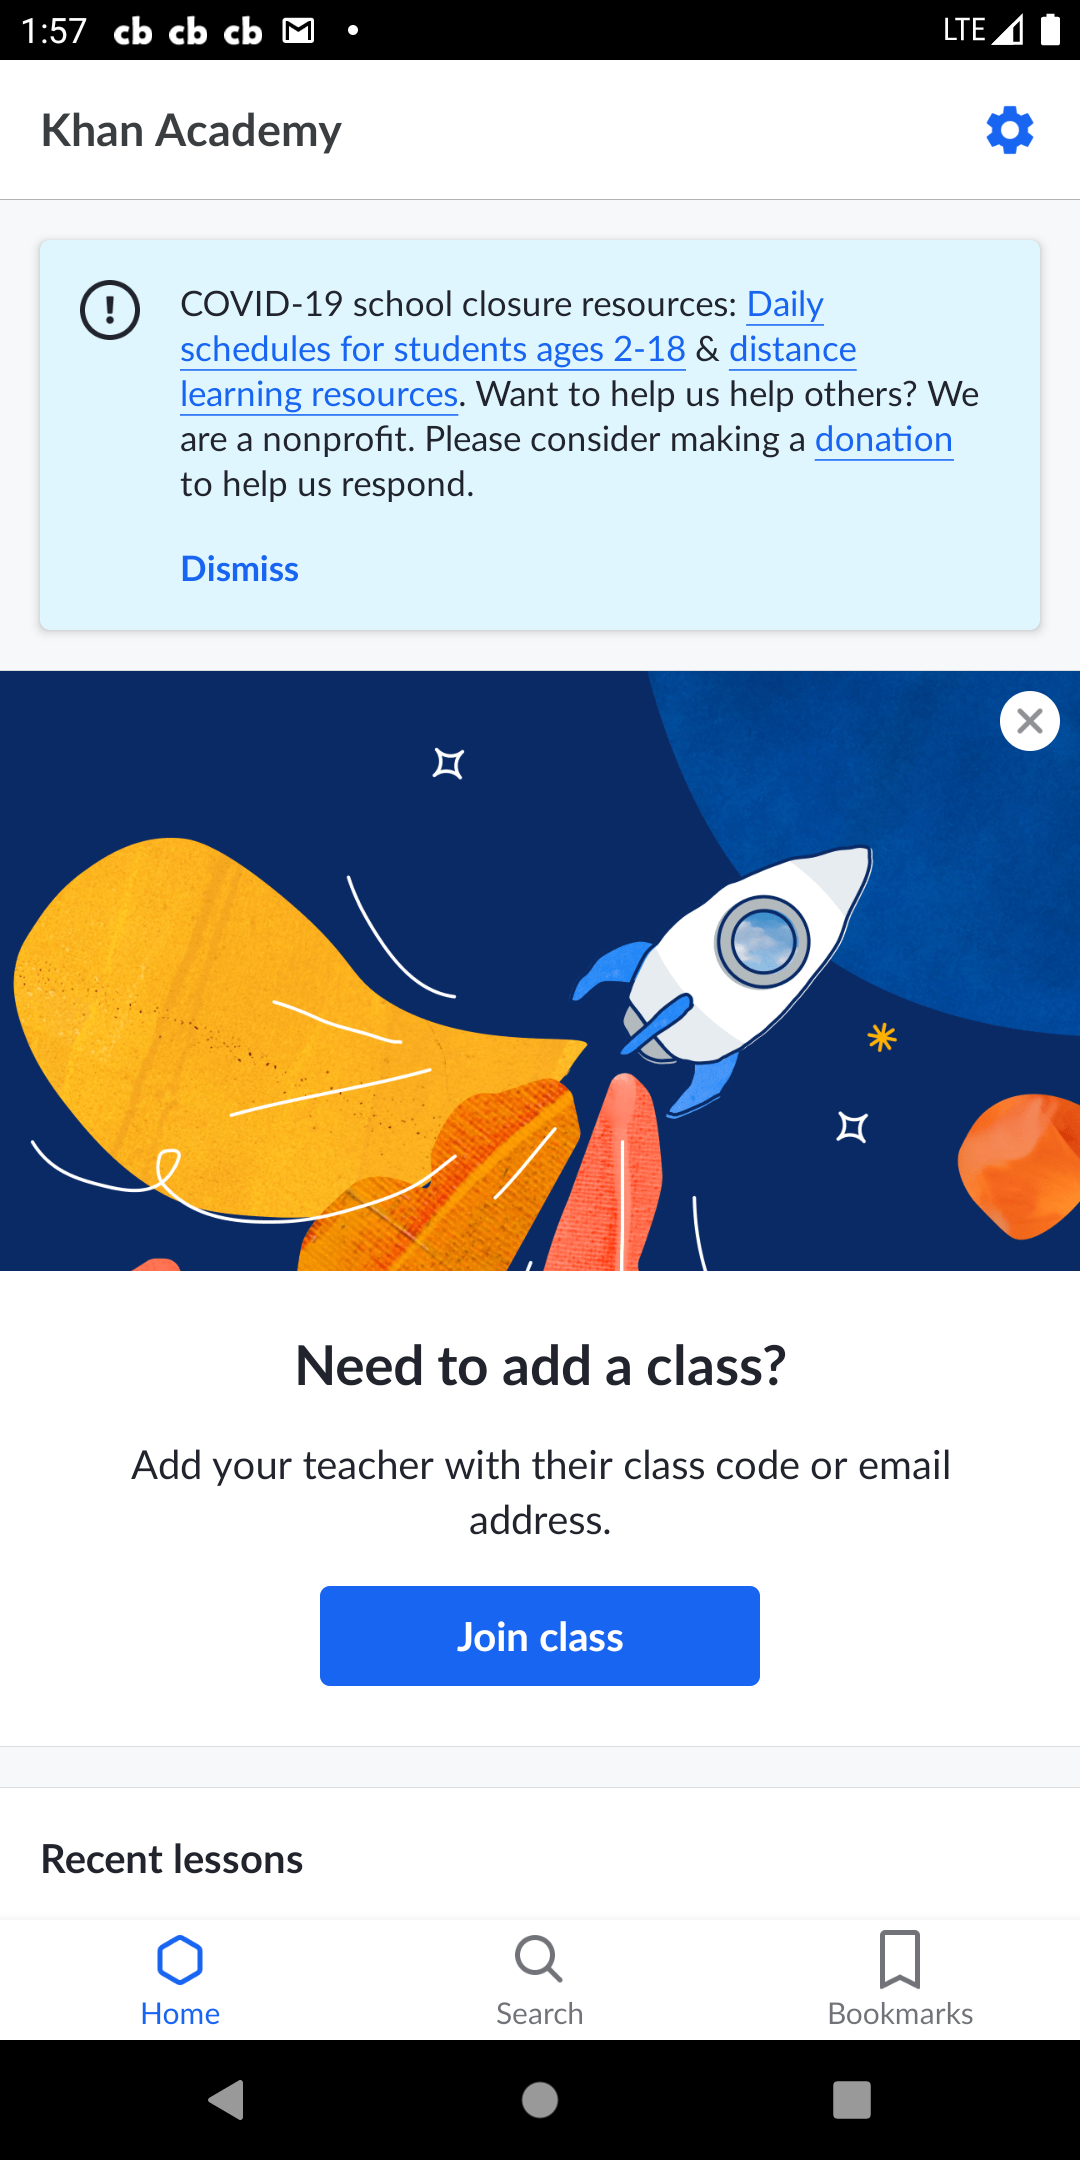 1:57 cb cb cb LTE
Khan Academy
COVID-19 school closure resources: Daily
schedules for students ages 2-18 & distance
learning resources. Want to help us help others? We
are a nonprofit. Please consider making a donation
to help us respond.
Dismiss
Need to add a class?
Add your teacher with their class code or email
address.
Join class
Recent lessons
Home Search Bookmarks